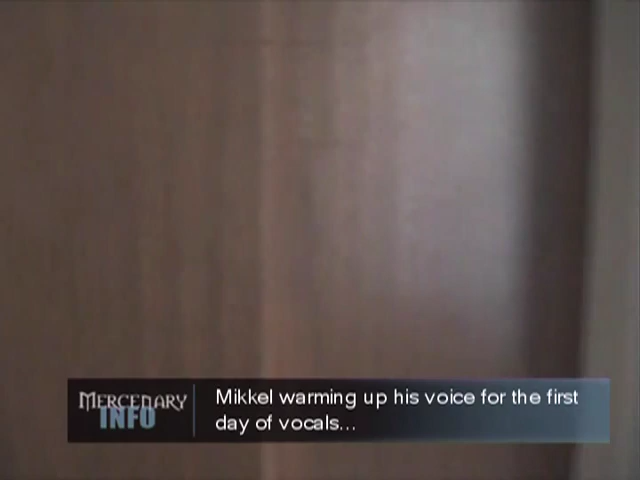 MERCENARY
INFO
Mikkel warming up his voice for the first
day of vocals...